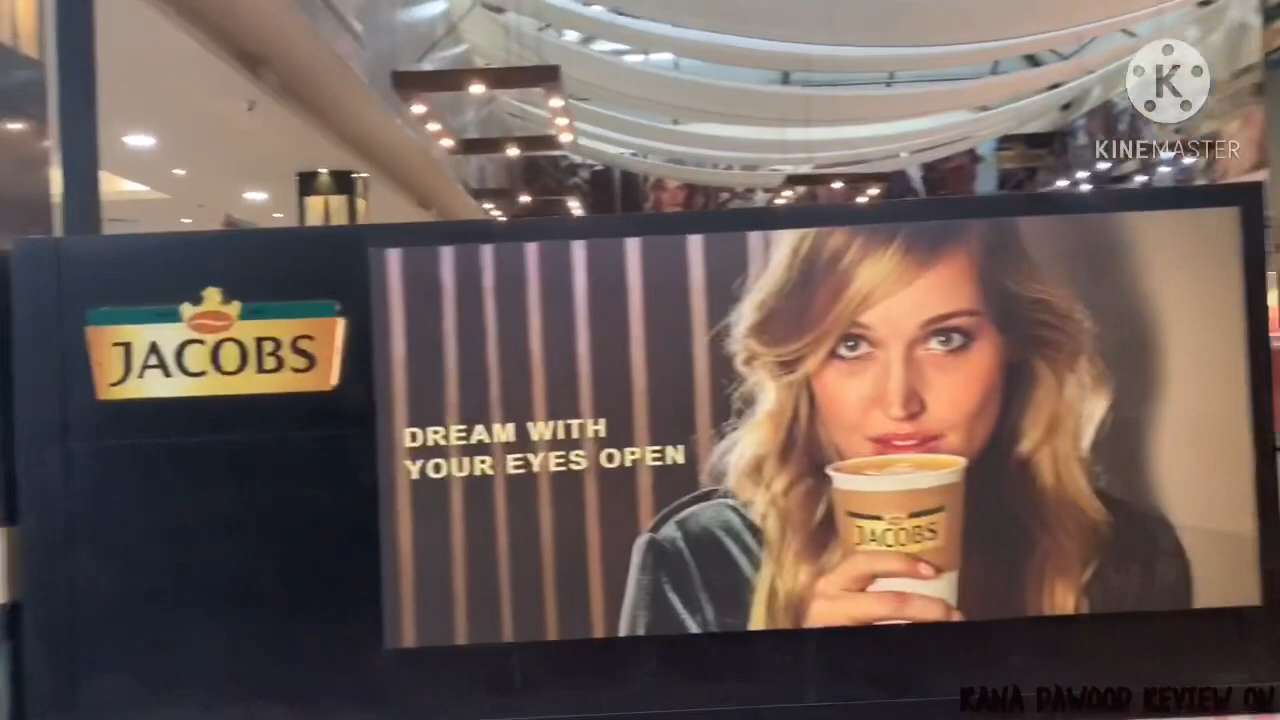 K
KINEMASTER
JACOBS
DREAM WITH
YOUR EYES OPEN
JACOBS
RANA DAWOOD REVIEW ON